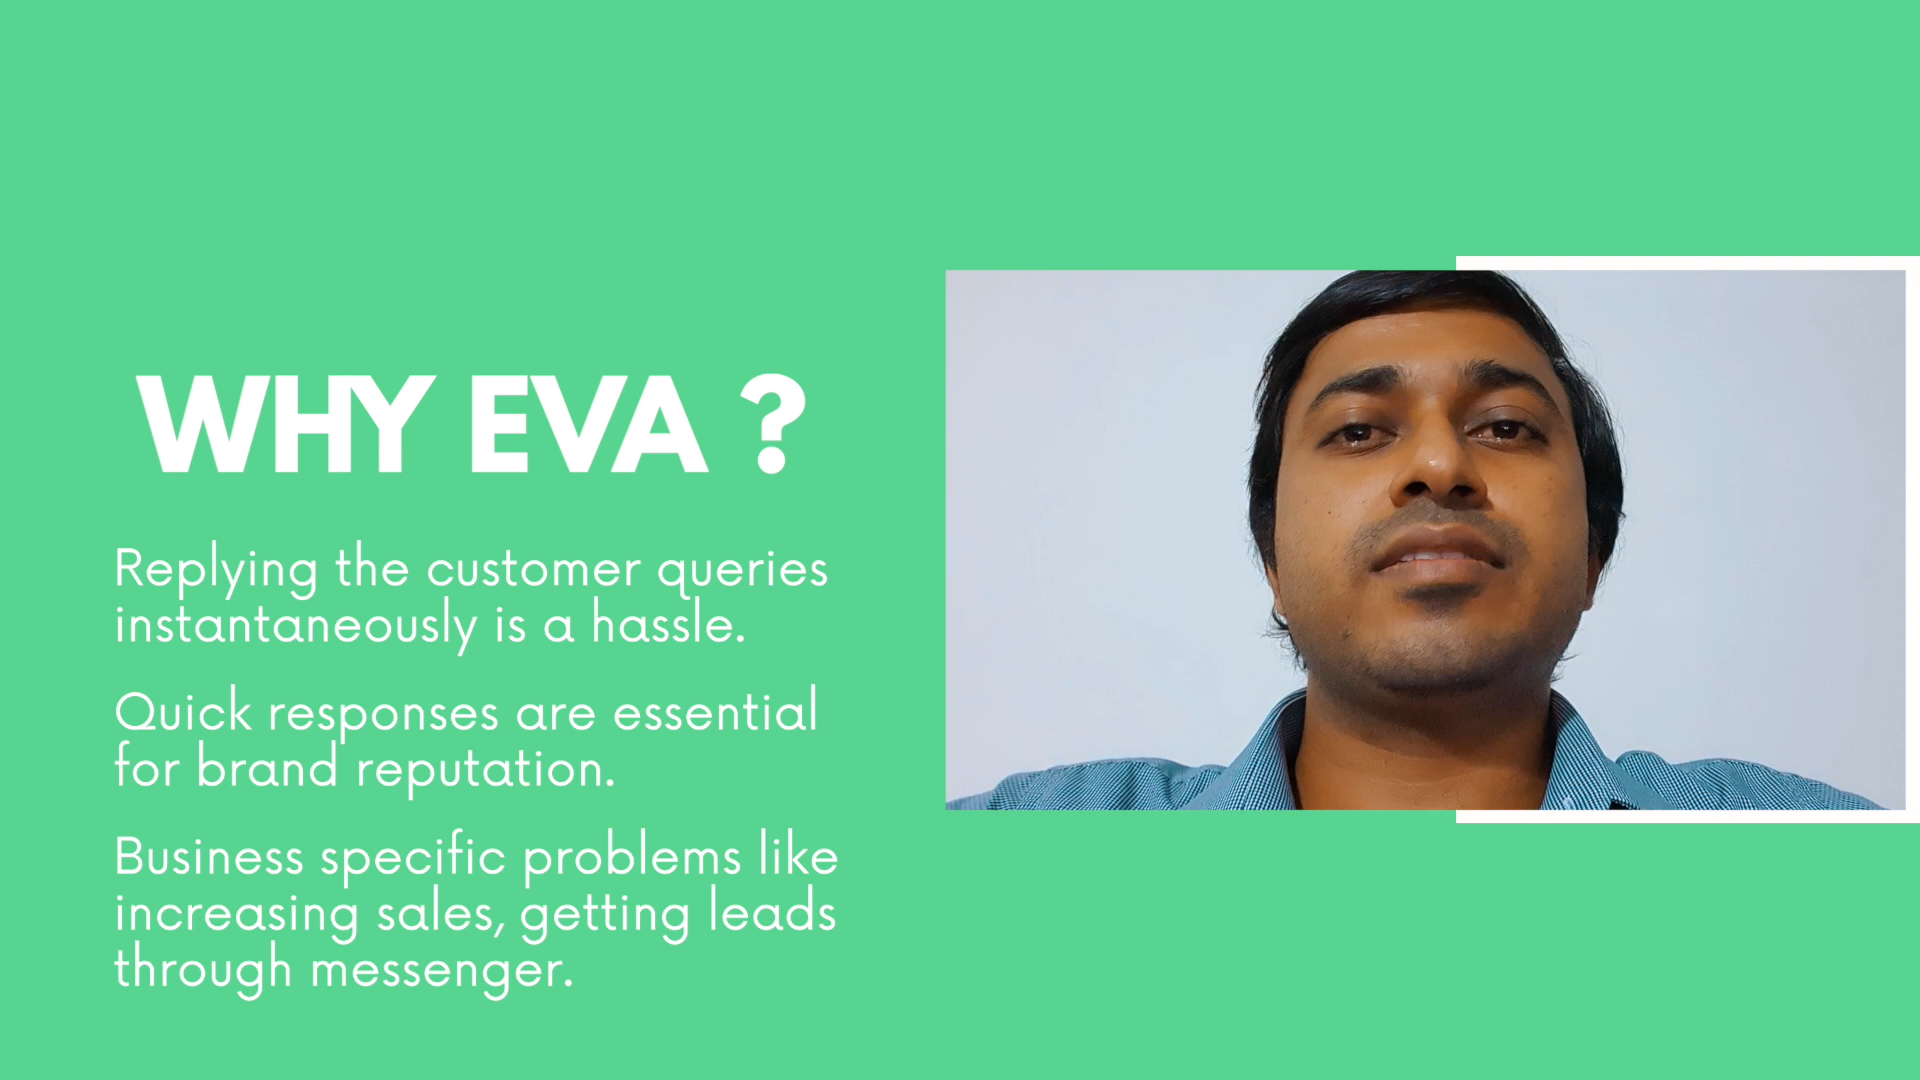 WHY EVA ?
Replying the customer queries
instantaneously is a hassle.
Quick responses are essential
for brand reputation.
Business specific problems like
increasing sales, getting leads
through messenger.